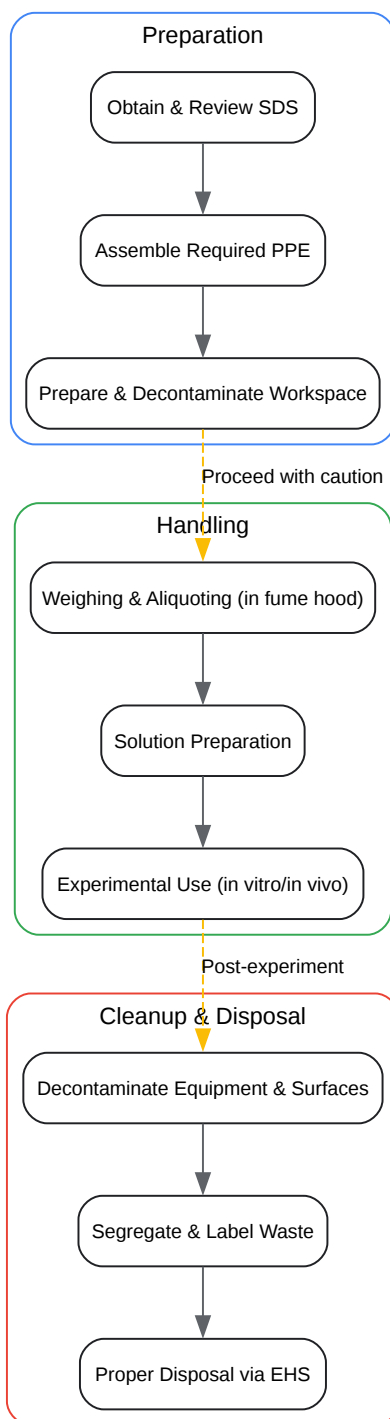 Preparation
Obtain & Review SDS
Assemble Required PPE
Prepare & Decontaminate Workspace
Proceed with caution
Handling
Weighing & Aliquoting (in fume hood)
Solution Preparation
Experimental Use (in vitro/in vivo)
Post-experiment
Cleanup & Disposal
Decontaminate Equipment & Surfaces
Segregate & Label Waste
Proper Disposal via EHS